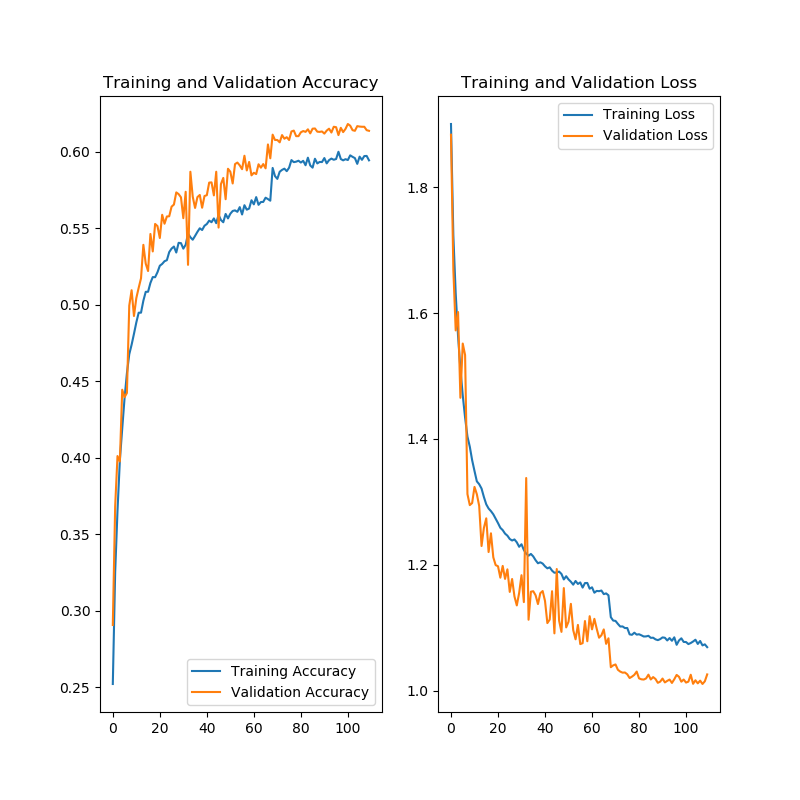 Training and Validation Accuracy
0.60
0.55
0.50
0.45
0.40
0.35
0.30
0.25
0 20 40 60 80 100
Training Accuracy
Validation Accuracy
Training and Validation Loss
1.8
1.6
1.4
1.2
1.0
0 20 40 60 80 100
Training Loss
Validation Loss